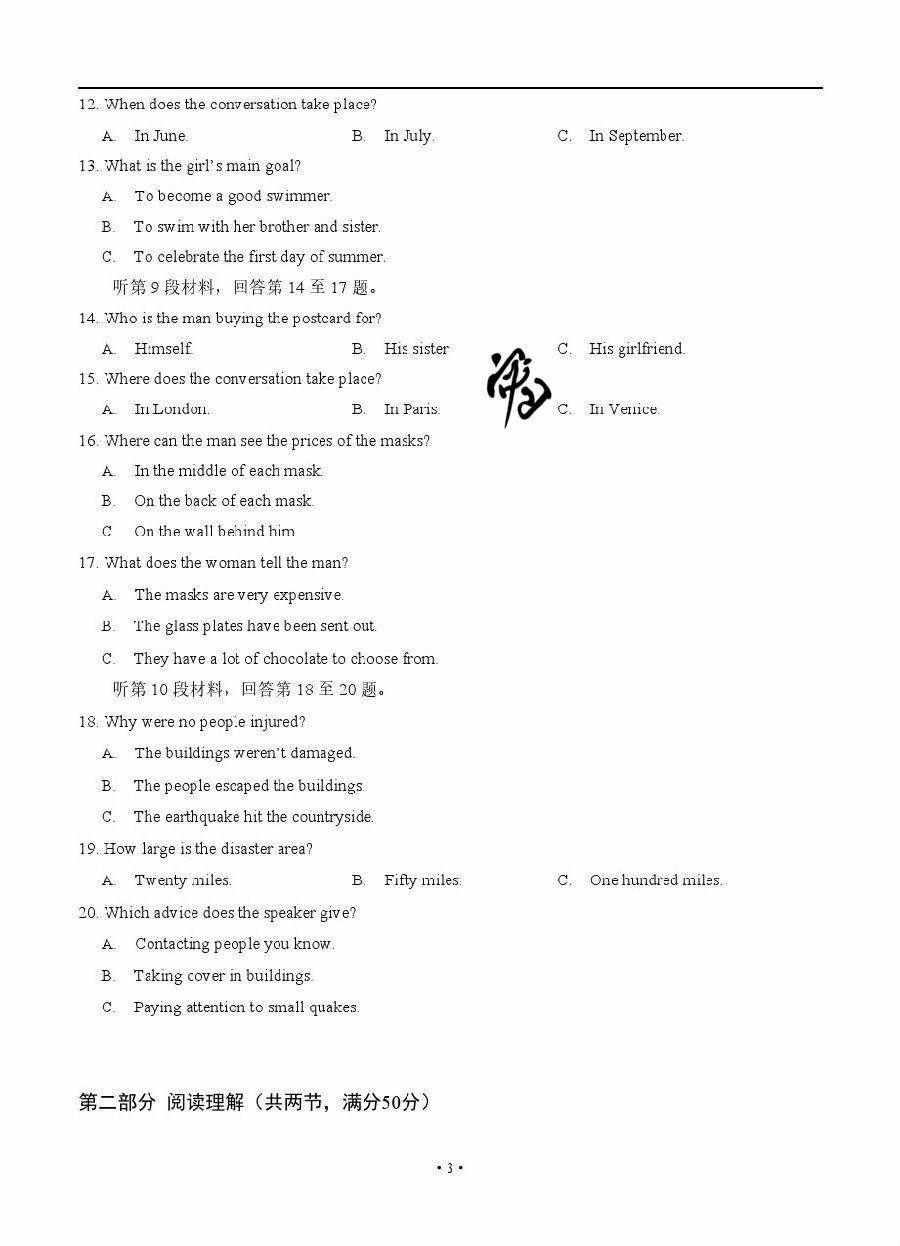 12. When does the conversation take place?
A. In June. B. In July. C. In September.
13. What is the girl's main goal?
A. To become a good swimmer.
B. To swim with her brother and sister.
C. To celebrate the first day of summer.
听第 9 段材料，回答第 14 至 17 题。
14. Who is the man buying the postcard for?
A. Himself. B. His sister C. His girlfriend.
15. Where does the conversation take place?
A. In London. B. In Paris. C. In Venice.
16. Where can the man see the prices of the masks?
A. In the middle of each mask.
B. On the back of each mask.
C On the wall behind him
17. What does the woman tell the man?
A. The masks are very expensive.
B. The glass plates have been sent out.
C. They have a lot of chocolate to choose from.
听第 10 段材料，回答第 18 至 20 题。
18. Why were no people injured?
A. The buildings weren't damaged.
B. The people escaped the buildings.
C. The earthquake hit the countryside.
19. How large is the disaster area?
A. Twenty miles. B. Fifty miles. C. One hundred miles.
20. Which advice does the speaker give?
A. Contacting people you know.
B. Taking cover in buildings.
C. Paying attention to small quakes.
第二部分 阅读理解（共两节，满分50分）
• 3 •